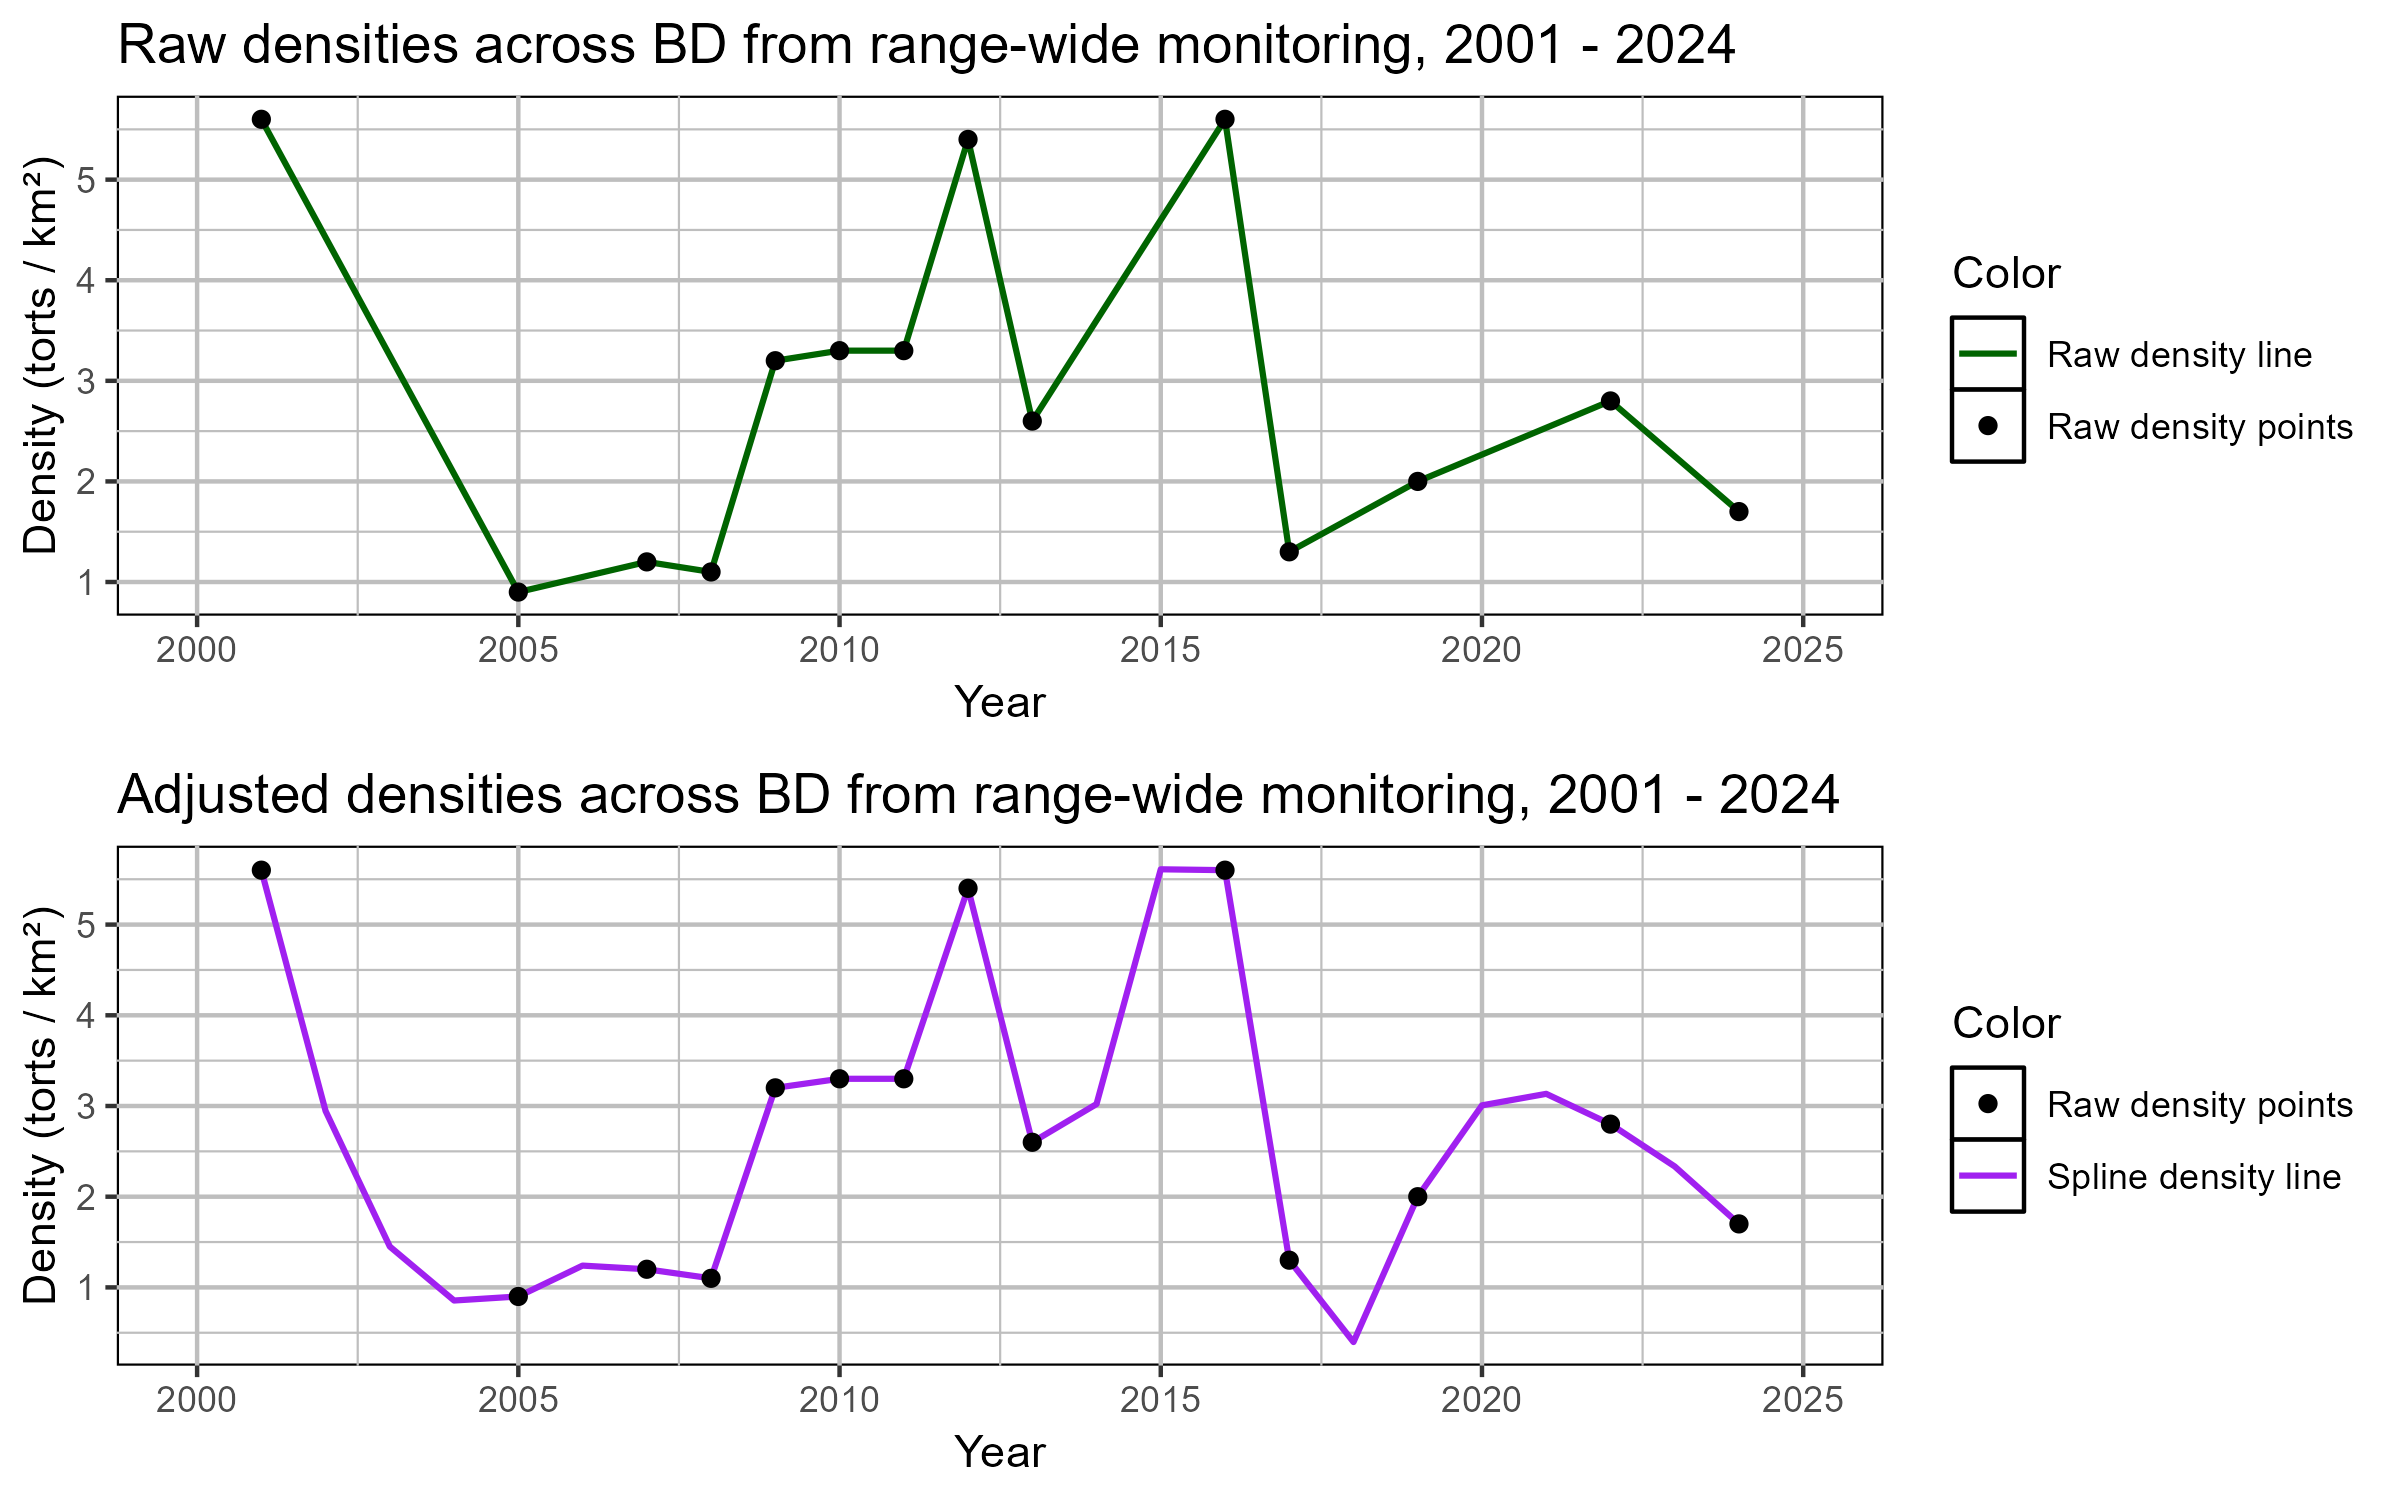 Raw densities across BD from range-wide monitoring, 2001 - 2024
Density (torts / km²)
5
4
3
2
1
2000 2005 2010 2015 2020 2025
Year
Color
Raw density line
Raw density points
Adjusted densities across BD from range-wide monitoring, 2001 - 2024
Density (torts / km²)
5
4
3
2
1
2000 2005 2010 2015 2020 2025
Year
Color
Raw density points
Spline density line